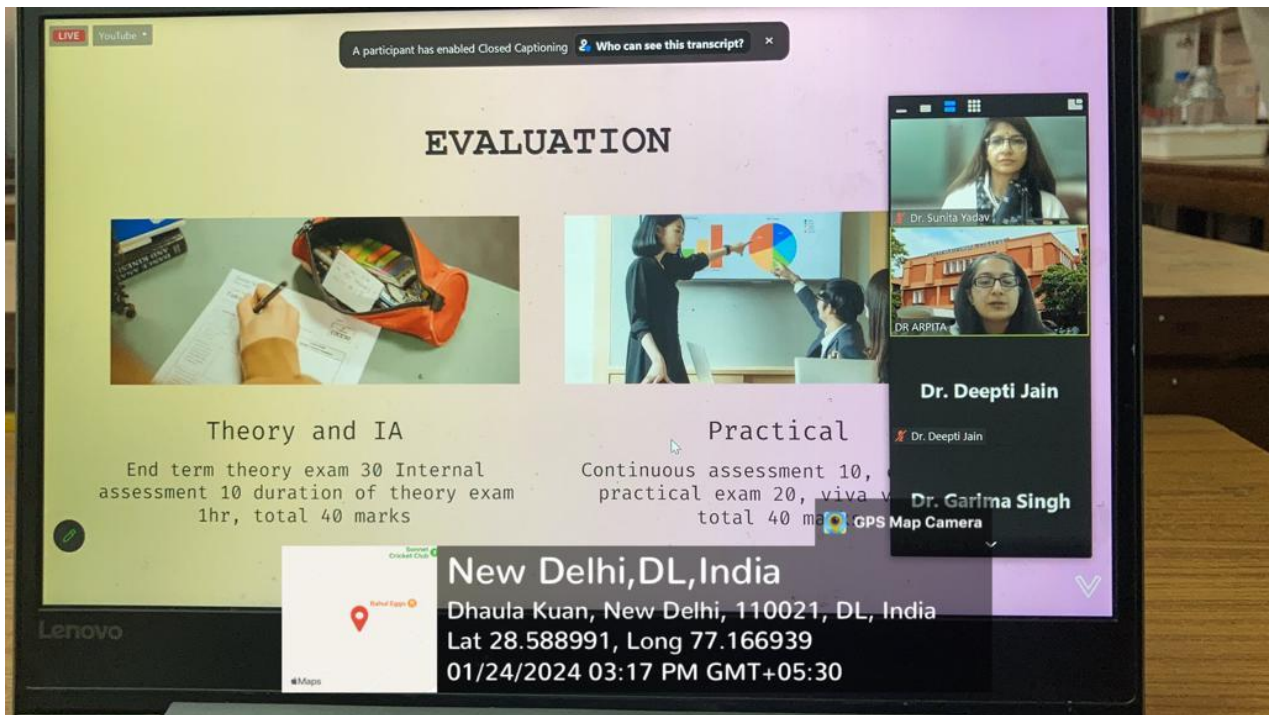 LIVE
YouTube
A participant has enabled Closed Captioning Who can see this transcript? ×
EVALUATION
Theory and IA
End term theory exam 30 Internal
assessment 10 duration of theory exam
1hr, total 40 marks
Practical
Continuous assessment 10,
practical exam 20, viva
total 40
Dr. Sunita Yadav
DR ARPITA
Dr. Deepti Jain
Dr. Deepti Jain
Dr. Garima Singh
GPS Map Camera
Sonnet
Cricket Club
Rahul Eggs
Maps
New Delhi,DL,India
Dhaula Kuan, New Delhi, 110021, DL, India
Lat 28.588991, Long 77.166939
01/24/2024 03:17 PM GMT+05:30
Lenovo